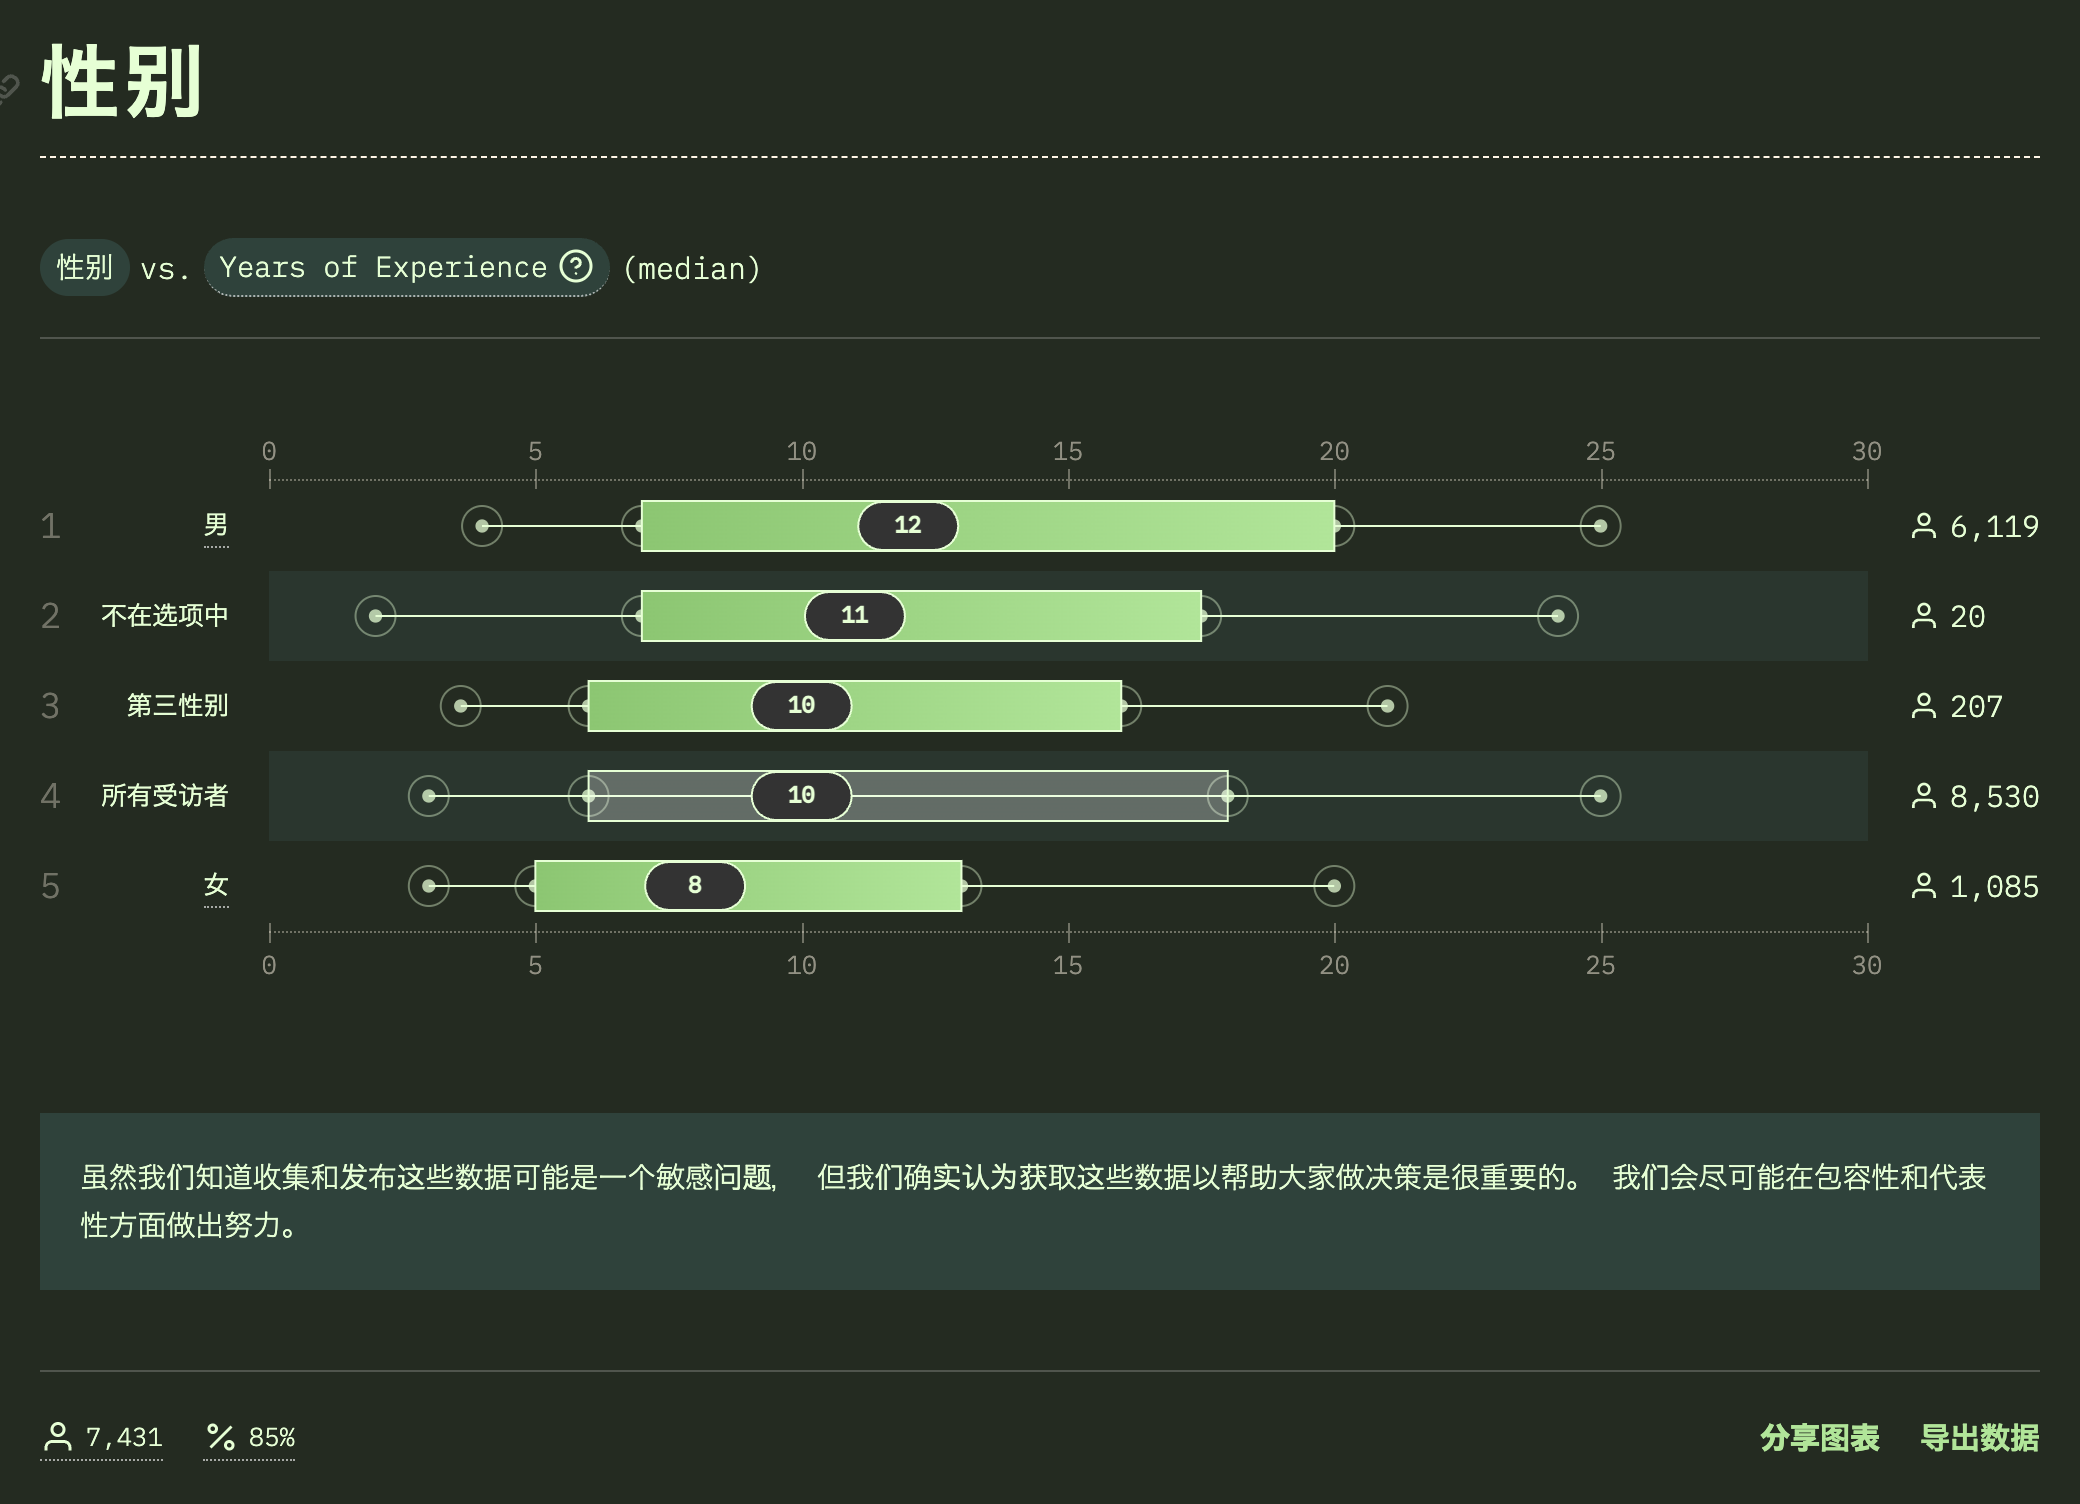 性别
性别 vs. Years of Experience (median)
0 5 10 15 20 25 30
1 男 12 6,119
2 不在选项中 11 20
3 第三性别 10 207
4 所有受访者 10 8,530
5 女 8 1,085
0 5 10 15 20 25 30
虽然我们知道收集和发布这些数据可能是一个敏感问题, 但我们确实认为获取这些数据以帮助大家做决策是很重要的。 我们会尽可能在包容性和代表
性方面做出努力。
7,431 85% 分享图表 导出数据